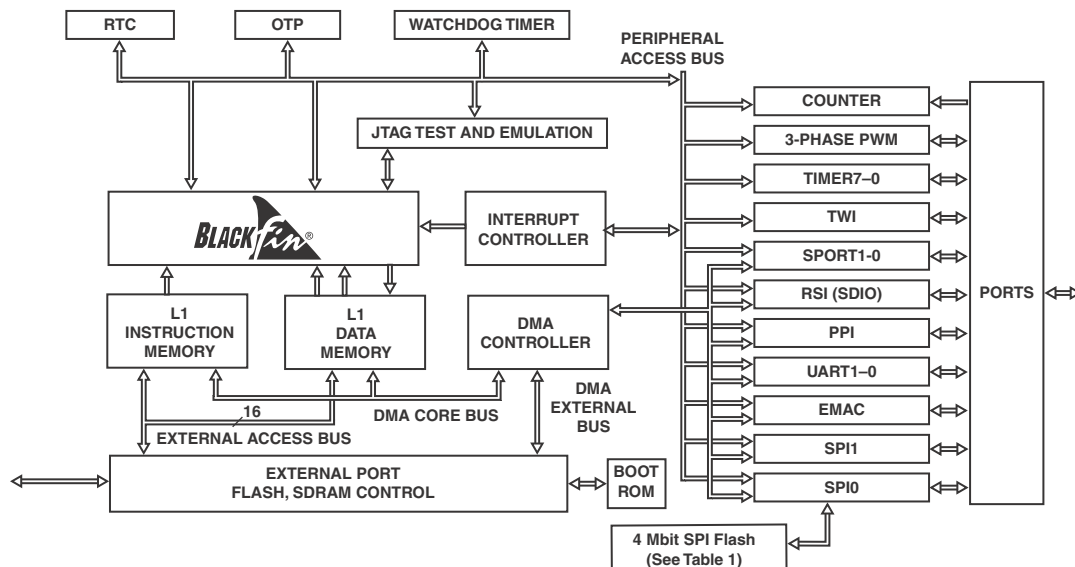 RTC
OTP
WATCHDOG TIMER
PERIPHERAL
ACCESS BUS
COUNTER
JTAG TEST AND EMULATION
3-PHASE PWM
TIMER7–0
BLACKfin®
INTERRUPT
CONTROLLER
TWI
SPORT1-0
RSI (SDIO)
PORTS
L1
INSTRUCTION
MEMORY
L1
DATA
MEMORY
DMA
CONTROLLER
PPI
UART1–0
16
DMA CORE BUS
DMA
EXTERNAL
BUS
EXTERNAL ACCESS BUS
EMAC
SPI1
EXTERNAL PORT
FLASH, SDRAM CONTROL
BOOT
ROM
SPI0
4 Mbit SPI Flash
(See Table 1)